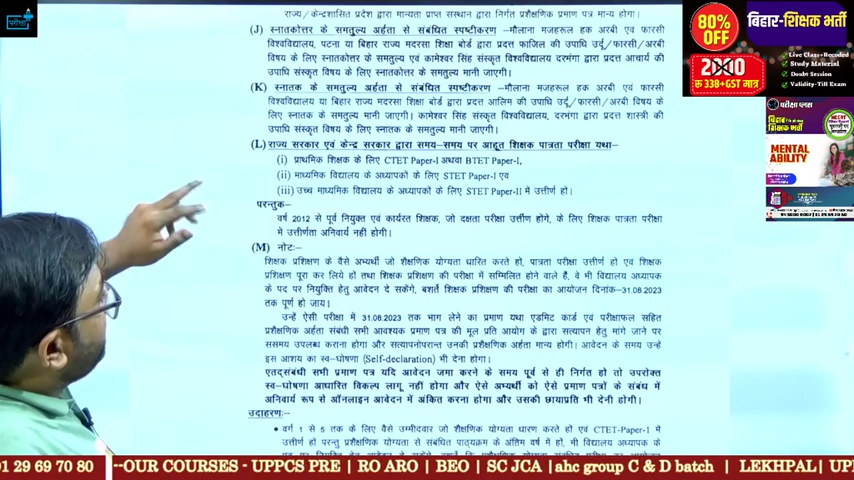 परीक्षा
राज्य/केन्द्रशासित प्रदेश द्वारा मान्यता प्राप्त संस्थान द्वारा निर्गत प्रशैक्षणिक प्रमाण पत्र मान्य होगा।
(J) स्नातकोत्तर के समतुल्य अर्हता से संबंधित स्पष्टीकरण –मौलाना मजहरूल हक अरबी एवं फारसी
विश्वविद्यालय, पटना या बिहार राज्य मदरसा शिक्षा बोर्ड द्वारा प्रदत्त फाजिल की उपाधि उर्दू/फारसी/अरबी
विषय के लिए स्नातकोत्तर के समतुल्य एवं कामेश्वर सिंह संस्कृत विश्वविद्यालय दरभंगा द्वारा प्रदत्त आचार्य की
उपाधि संस्कृत विषय के लिए स्नातकोत्तर के समतुल्य मानी जाएगी।
(K) स्नातक के समतुल्य अर्हता से संबंधित स्पष्टीकरण –मौलाना मजहरूल हक अरबी एवं फारसी
विश्वविद्यालय या बिहार राज्य मदरसा शिक्षा बोर्ड द्वारा प्रदत्त आलिम की उपाधि उर्दू/फारसी/अरबी विषय के
लिए स्नातक के समतुल्य मानी जाएगी। कामेश्वर सिंह संस्कृत विश्वविद्यालय, दरभंगा द्वारा प्रदत्त शास्त्री की
उपाधि संस्कृत विषय के लिए स्नातक के समतुल्य मानी जाएगी।
(L) राज्य सरकार एवं केन्द्र सरकार द्वारा समय–समय पर आहूत शिक्षक पात्रता परीक्षा यथा–
(i) प्राथमिक शिक्षक के लिए CTET Paper-I अथवा BTET Paper-I,
(ii) माध्यमिक विद्यालय के अध्यापकों के लिए STET Paper-I एवं
(iii) उच्च माध्यमिक विद्यालय के अध्यापकों के लिए STET Paper-II में उत्तीर्ण हो।
परन्तुक –
वर्ष 2012 से पूर्व नियुक्त एवं कार्यरत शिक्षक, जो दक्षता परीक्षा उर्त्तीण होगे, के लिए शिक्षक पात्रता परीक्षा
में उत्तीर्णता अनिवार्य नहीं होगी।
(M) नोटः–
शिक्षक प्रशिक्षण के वैसे अभ्यर्थी जो शैक्षणिक योग्यता धारित करते हों, पात्रता परीक्षा उत्तीर्ण हो एवं शिक्षक
प्रशिक्षण पूरा कर लिये हो तथा शिक्षक प्रशिक्षण की परीक्षा में सम्मिलित होने वाले हैं, वे भी विद्यालय अध्यापक
के पद पर नियुक्ति हेतु आवेदन दे सकेंगे, बशर्ते शिक्षक प्रशिक्षण की परीक्षा का आयोजन दिनांक–31.08.2023
तक पूर्ण हो जाय।
उन्हें ऐसी परीक्षा में 31.08.2023 तक भाग लेने का प्रमाण यथा एडमिट कार्ड एवं परीक्षाफल सहित
प्रशैक्षणिक अर्हता संबंधी सभी आवश्यक प्रमाण पत्र की मूल प्रति आयोग के द्वारा सत्यापन हेतु मांगे जाने पर
ससमय उपलब्ध कराना होगा और सत्यापनोपरान्त उनकी प्रशैक्षणिक अर्हता मान्य होगी। आवेदन के समय उन्हें
इस आशय का स्व–घोषणा (Self-declaration) भी देना होगा।
एतद्संबंधी सभी प्रमाण पत्र यदि आवेदन जमा करने के समय पूर्व से ही निर्गत हो तो उपरोक्त
स्व–घोषणा आधारित विकल्प लागू नहीं होगा और ऐसे अभ्यर्थी को ऐसे प्रमाण पत्रों के संबंध में
अनिवार्य रूप से ऑनलाइन आवेदन में अंकित करना होगा और उसकी छायाप्रति भी देनी होगी।
उदाहरणः–
• वर्ग 1 से 5 तक के लिए वैसे उम्मीदवार जो शैक्षणिक योग्यता धारण करते हों एवं CTET-Paper-1 में
उत्तीर्ण हों परन्तु प्रशैक्षणिक योग्यता से संबंधित पाठ्यक्रम के अंतिम वर्ष में हों, भी विद्यालय अध्यापक के
80%
OFF
बिहार-शिक्षक भर्ती
रु 338+GST मात्र
Live Class+Recoded
Study Material
Doubt Session
Validity-Till Exam
परीक्षा प्लस
MENTAL
ABILITY
01 29 69 70 80
--OUR COURSES - UPPCS PRE | RO ARO | BEO | SSC JCA |ahc group C & D batch | LEKHPAL| UP